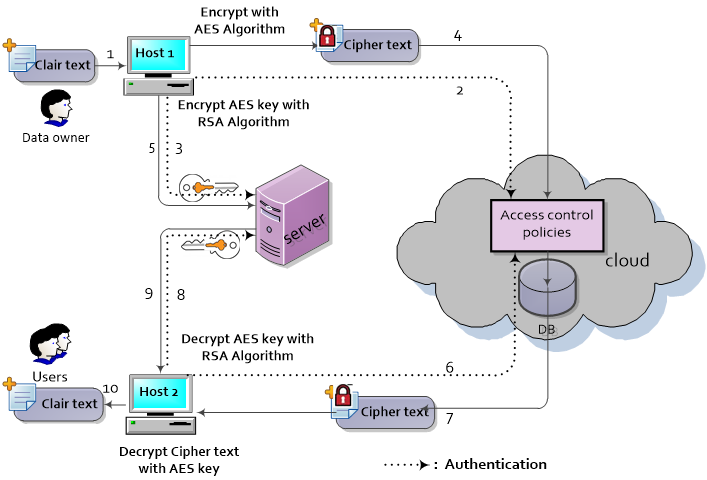 Encrypt with
AES Algorithm
1
Clair text
Host 1
Cipher text
4
2
Data owner
Encrypt AES key with
RSA Algorithm
5
3
server
Access control
policies
cloud
DB
9
8
Decrypt AES key with
RSA Algorithm
6
Users
10
Clair text
Host 2
Cipher text
7
Decrypt Cipher text
with AES key
: Authentication